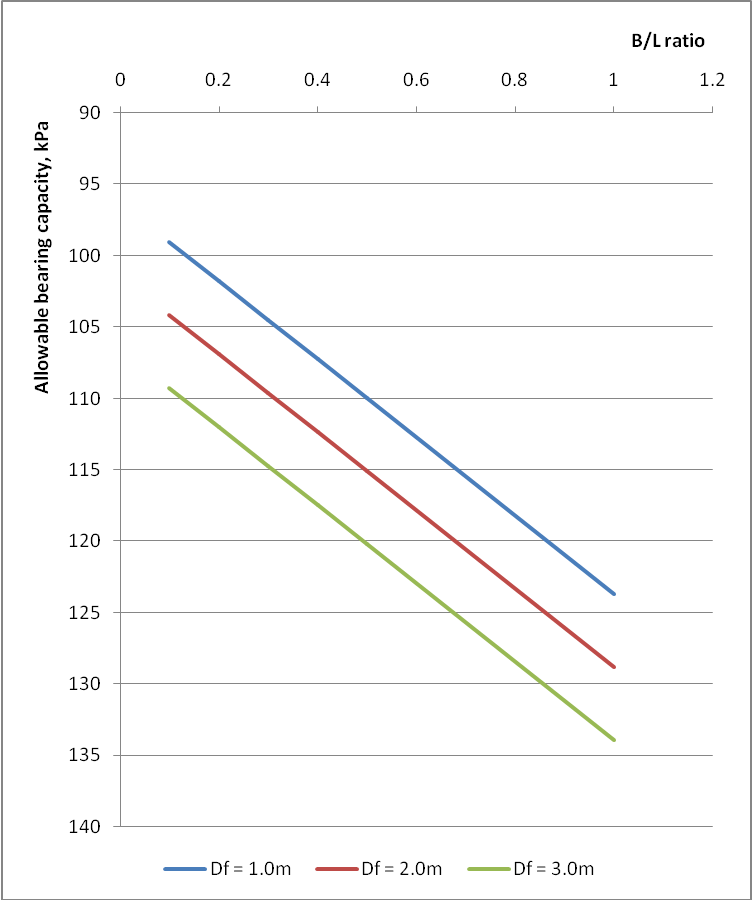 B/L ratio
0 0.2 0.4 0.6 0.8 1 1.2
Allowable bearing capacity, kPa
90
95
100
105
110
115
120
125
130
135
140
Df = 1.0m Df = 2.0m Df = 3.0m